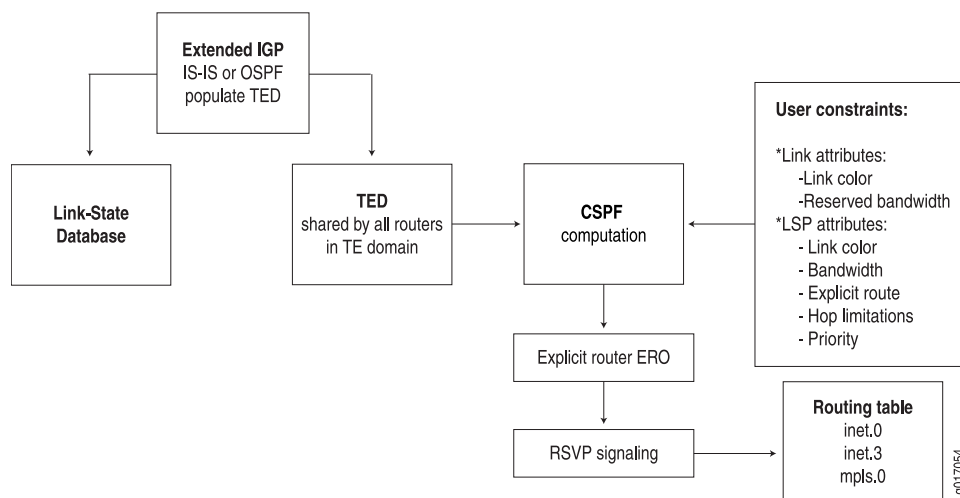 Extended IGP
IS-IS or OSPF
populate TED
Link-State
Database
TED
shared by all routers
in TE domain
CSPF
computation
User constraints:
*Link attributes:
-Link color
-Reserved bandwidth
*LSP attributes:
- Link color
- Bandwidth
- Explicit route
- Hop limitations
- Priority
Explicit router ERO
RSVP signaling
Routing table
inet.0
inet.3
mpls.0
g017054